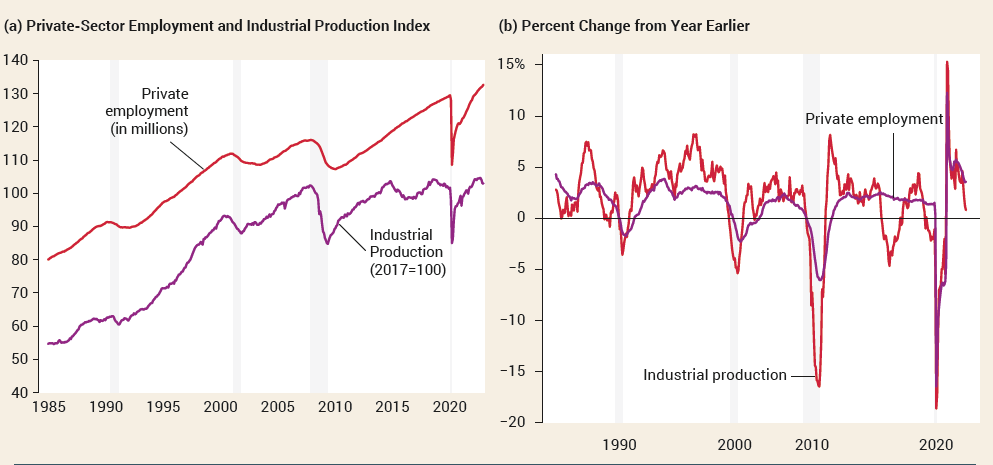 (a) Private-Sector Employment and Industrial Production Index
140
130
120
110
100
90
80
70
60
50
40
Private
employment
(in millions)
Industrial
Production
(2017=100)
1985 1990 1995 2000 2005 2010 2015 2020
(b) Percent Change from Year Earlier
15%
10
5
0
−5
−10
−15
−20
Private employment
Industrial production
1990 2000 2010 2020